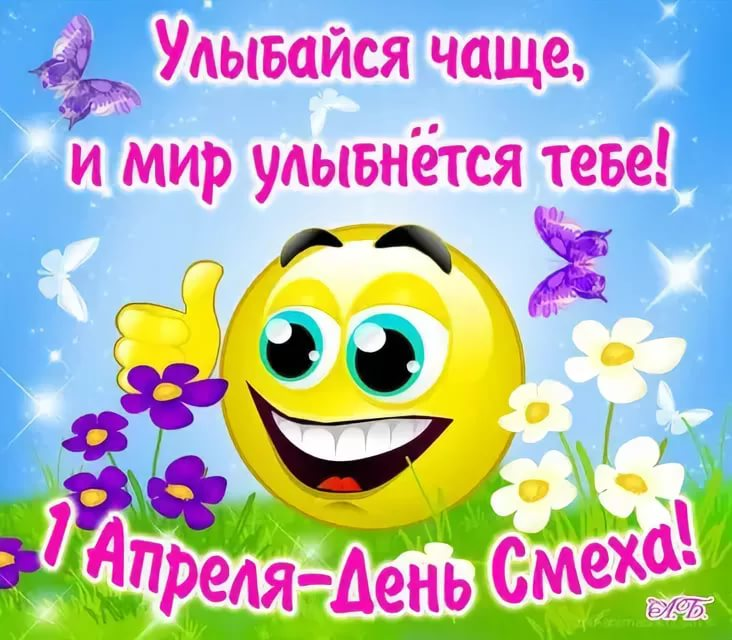 Улыбайся чаще,
и мир улыбнётся тебе!
1 Апреля-День Смеха!
А.Б.